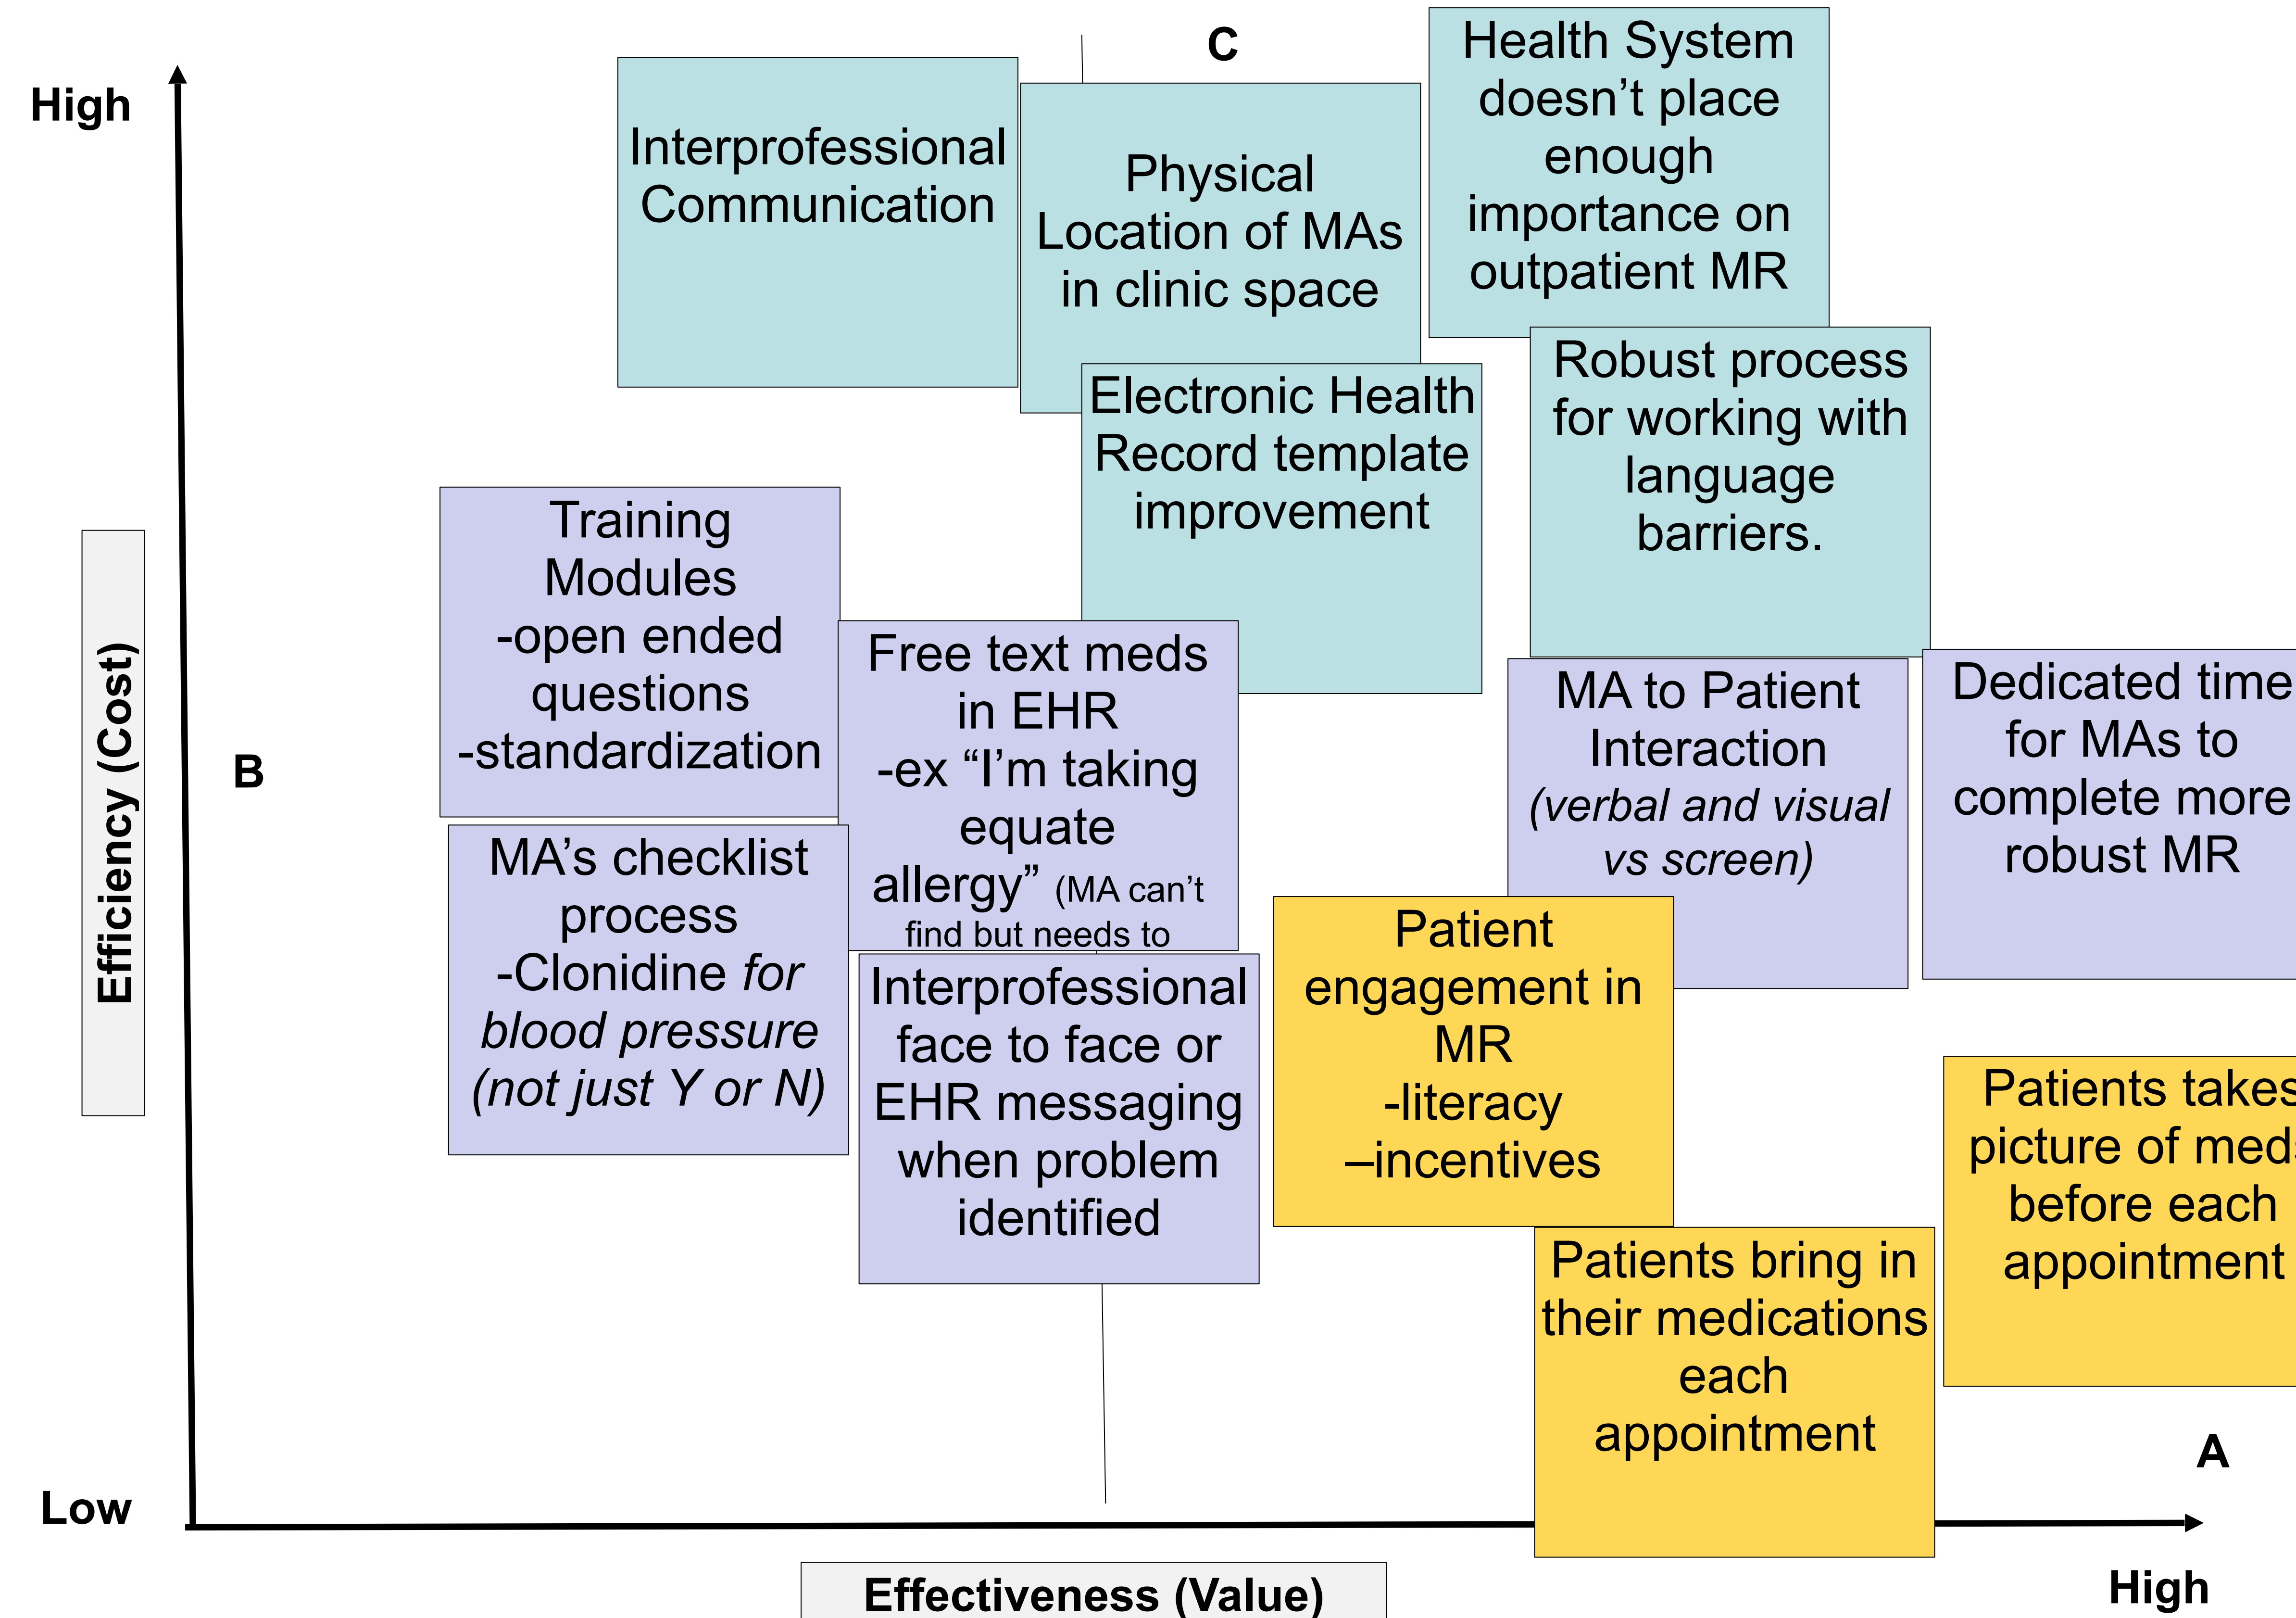 C
High
Interprofessional
Communication
Physical
Location of MAs
in clinic space
Health System
doesn’t place
enough
importance on
outpatient MR
Electronic Health
Record template
improvement
Robust process
for working with
language
barriers.
Training
Modules
-open ended
questions
-standardization
Free text meds
in EHR
-ex “I’m taking
equate
allergy” (MA can’t
find but needs to
MA to Patient
Interaction
(verbal and visual
vs screen)
Dedicated time
for MAs to
complete more
robust MR
Efficiency (Cost)
B
MA’s checklist
process
-Clonidine for
blood pressure
(not just Y or N)
Interprofessional
face to face or
EHR messaging
when problem
identified
Patient
engagement in
MR
-literacy
–incentives
Patients takes
picture of meds
before each
appointment
Patients bring in
their medications
each
appointment
A
Low
Effectiveness (Value)
High